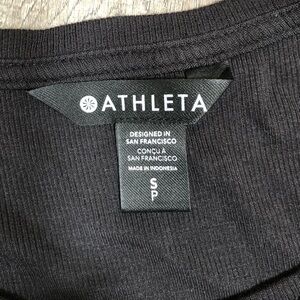 ATHLETA
DESIGNED IN
SAN FRANCISCO
CONÇU À
SAN FRANCISCO
MADE IN INDONESIA
S
P